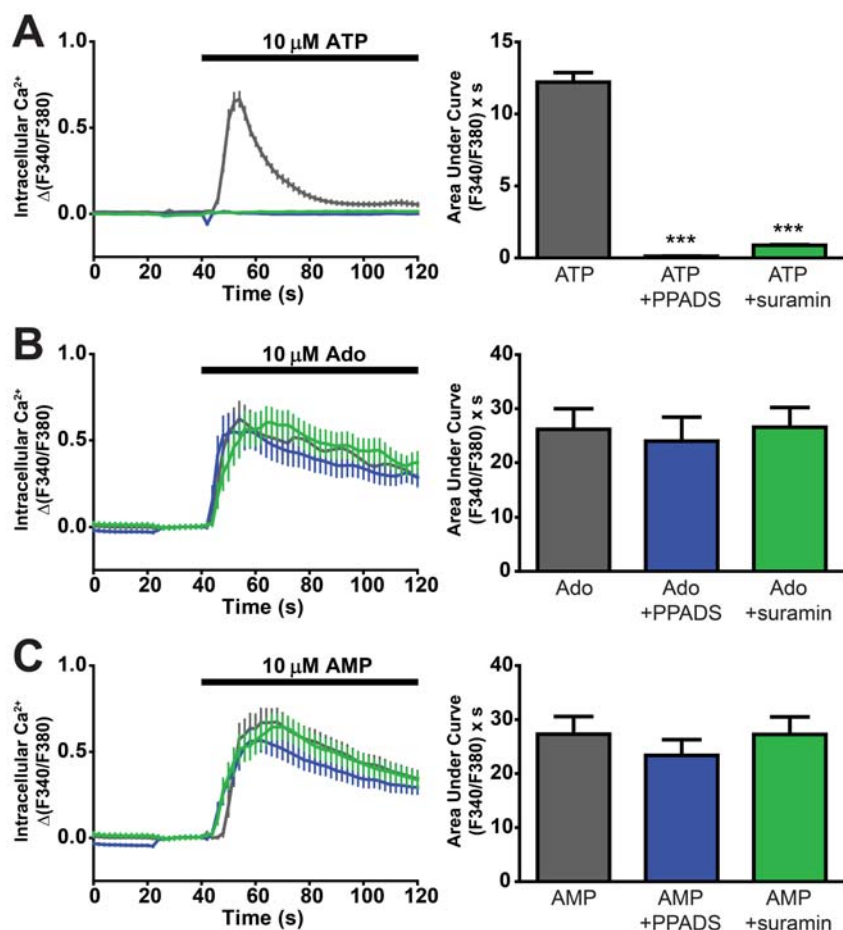 A
10 μM ATP
1.0
0.5
0.0
Intracellular Ca²⁺
Δ(F340/F380)
0 20 40 60 80 100 120
Time (s)
15
10
5
0
Area Under Curve
(F340/F380) x s
*** ***
ATP ATP ATP
+PPADS +suramin
B
10 μM Ado
1.0
0.5
0.0
Intracellular Ca²⁺
Δ(F340/F380)
0 20 40 60 80 100 120
Time (s)
40
30
20
10
0
Area Under Curve
(F340/F380) x s
Ado Ado Ado
+PPADS +suramin
C
10 μM AMP
1.0
0.5
0.0
Intracellular Ca²⁺
Δ(F340/F380)
0 20 40 60 80 100 120
Time (s)
40
30
20
10
0
Area Under Curve
(F340/F380) x s
AMP AMP AMP
+PPADS +suramin